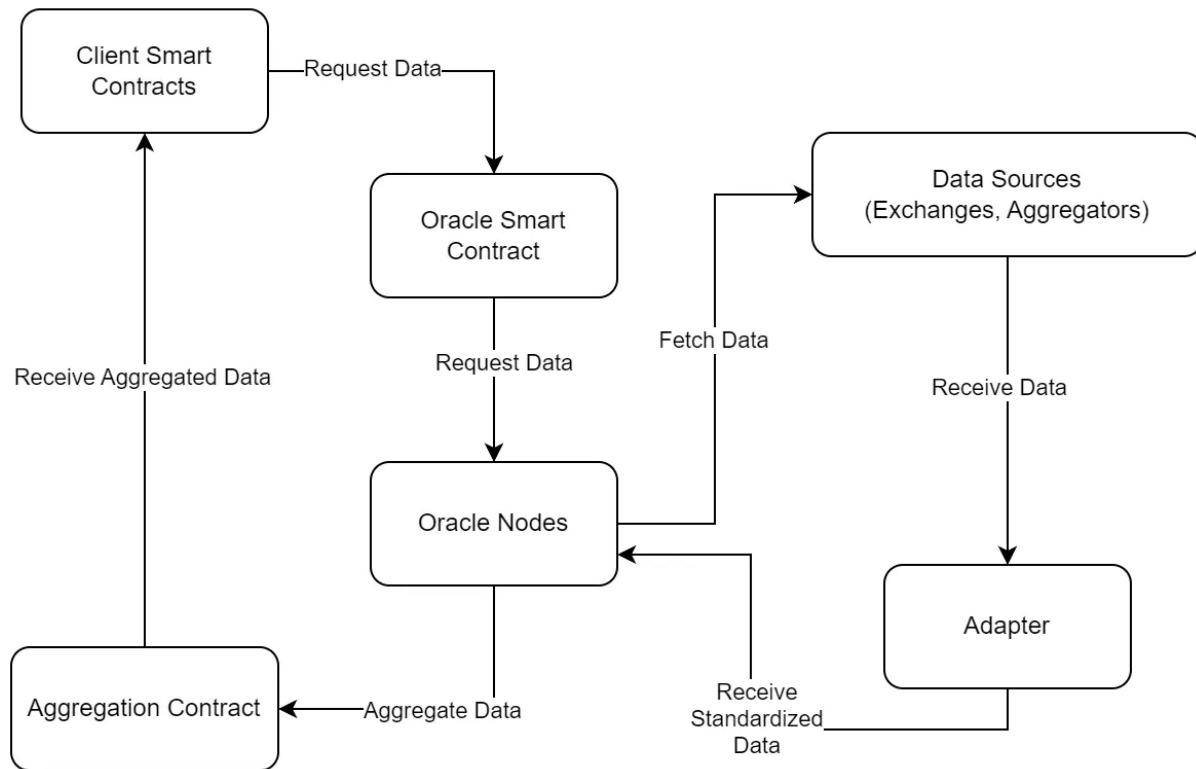 Client Smart
Contracts
Request Data
Oracle Smart
Contract
Data Sources
(Exchanges, Aggregators)
Fetch Data
Request Data
Receive Aggregated Data
Receive Data
Oracle Nodes
Adapter
Aggregation Contract
Aggregate Data
Receive
Standardized
Data